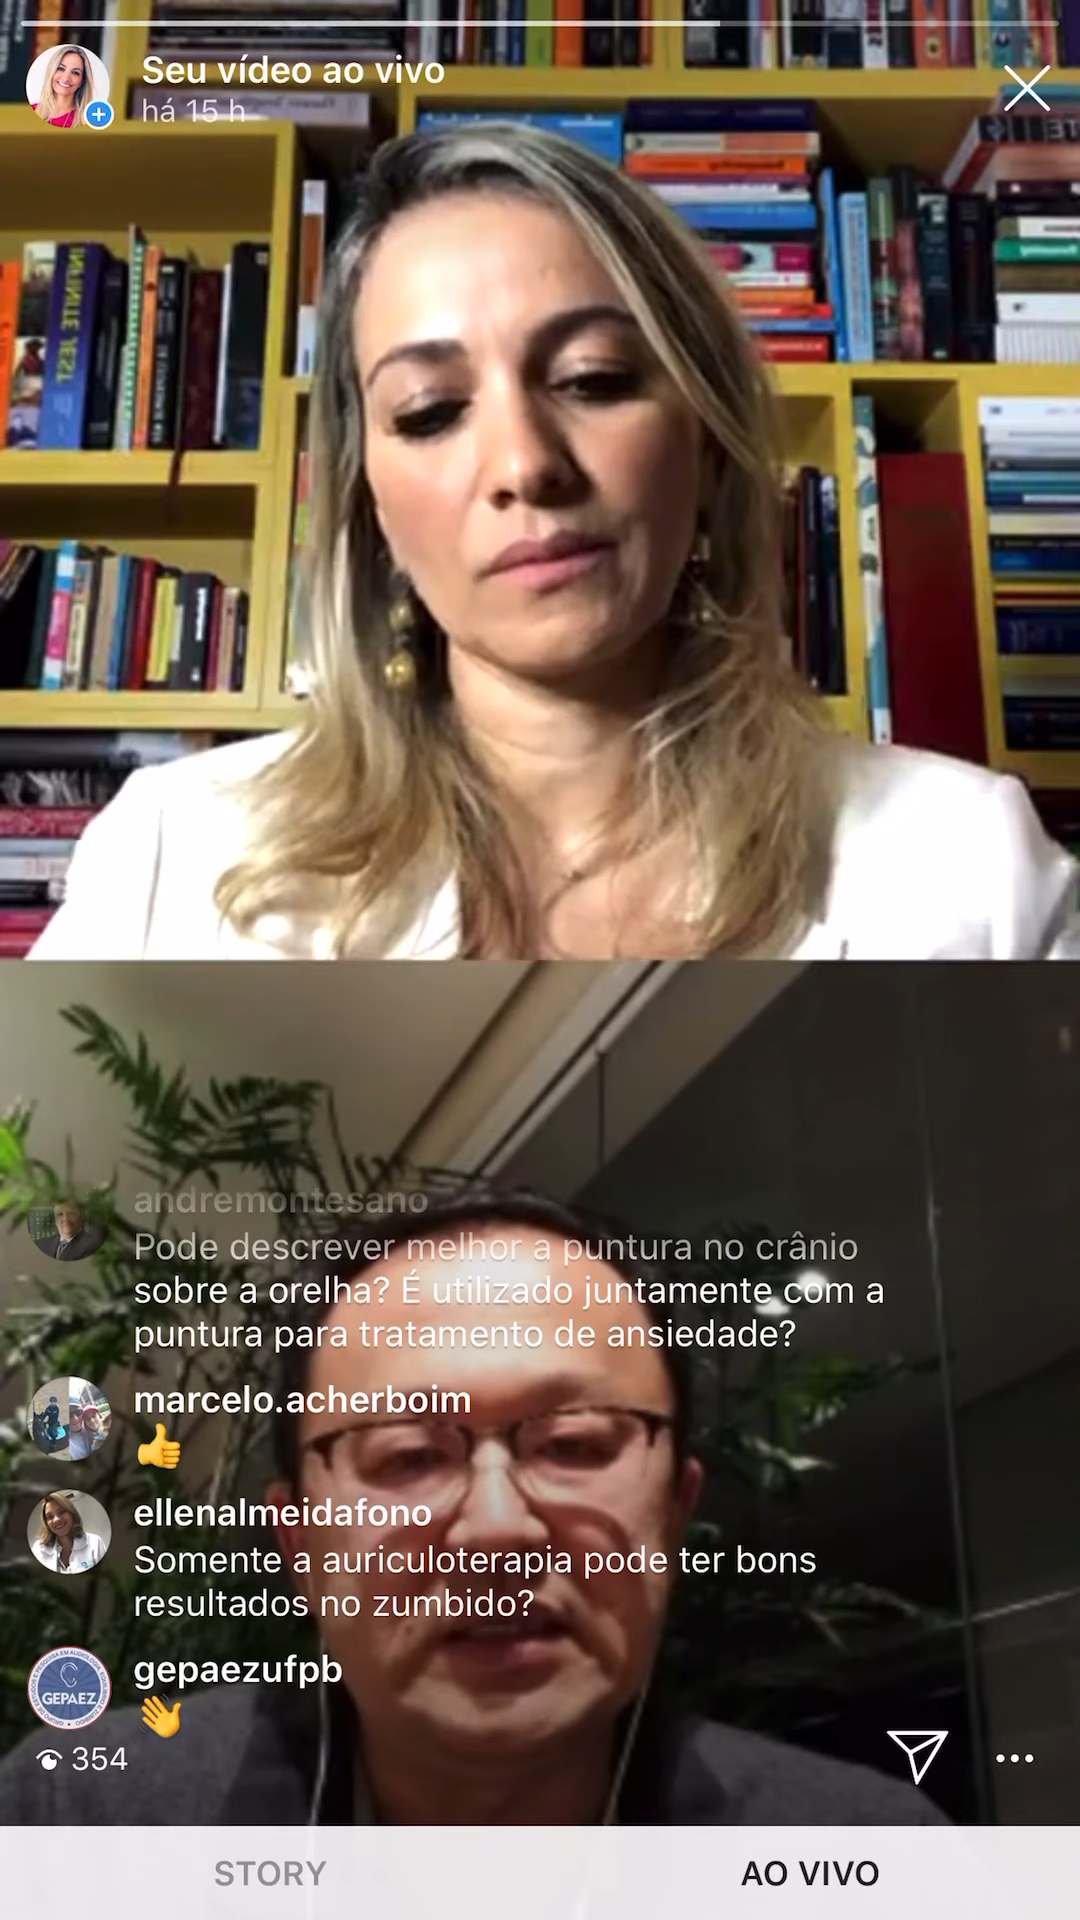 Seu vídeo ao vivo
há 15 h
INFINITE JEST
andremontesano
Pode descrever melhor a puntura no crânio
sobre a orelha? É utilizado juntamente com a
puntura para tratamento de ansiedade?
marcelo.acherboim
👍
ellenalmeidafono
Somente a auriculoterapia pode ter bons
resultados no zumbido?
gepaezufpb
GEPAEZ
👋
354
STORY
AO VIVO